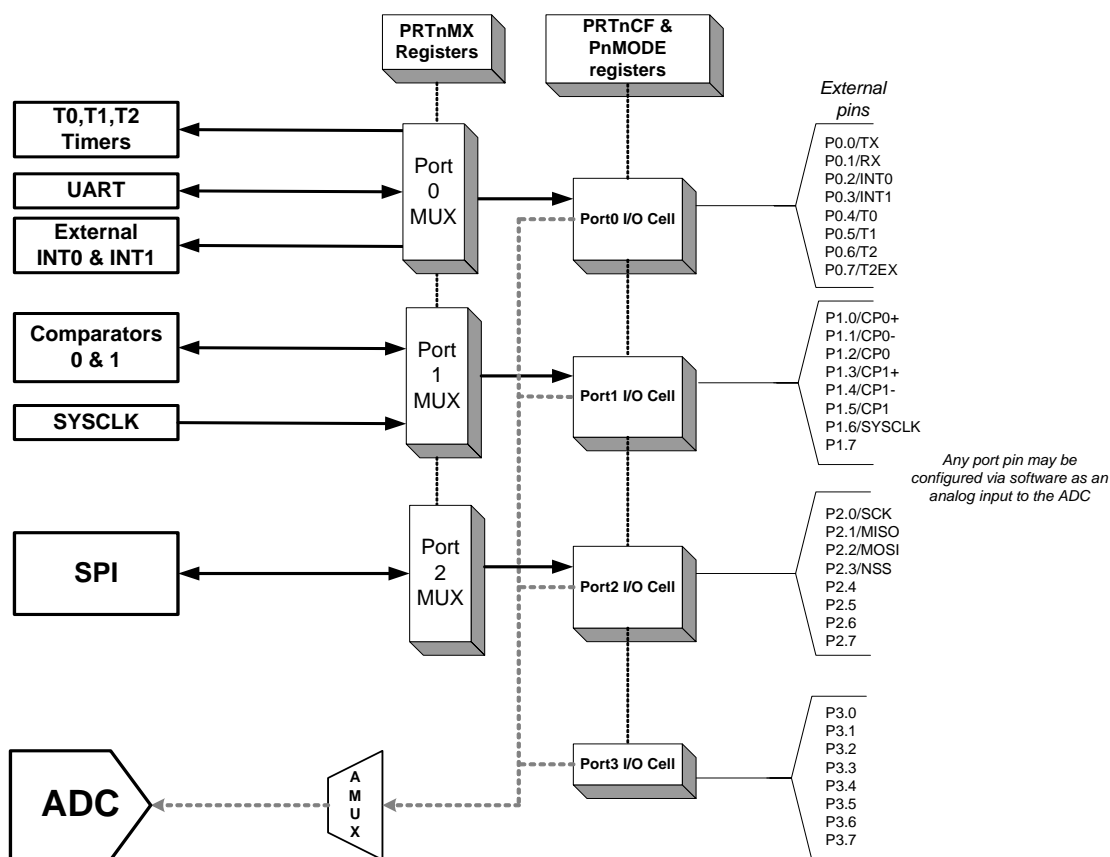 PRTnMX
Registers
PRTnCF &
PnMODE
registers
External
pins
T0,T1,T2
Timers
UART
External
INT0 & INT1
Port
0
MUX
Port0 I/O Cell
P0.0/TX
P0.1/RX
P0.2/INT0
P0.3/INT1
P0.4/T0
P0.5/T1
P0.6/T2
P0.7/T2EX
Comparators
0 & 1
SYSCLK
Port
1
MUX
Port1 I/O Cell
P1.0/CP0+
P1.1/CP0-
P1.2/CP0
P1.3/CP1+
P1.4/CP1-
P1.5/CP1
P1.6/SYSCLK
P1.7
Any port pin may be
configured via software as an
analog input to the ADC
SPI
Port
2
MUX
Port2 I/O Cell
P2.0/SCK
P2.1/MISO
P2.2/MOSI
P2.3/NSS
P2.4
P2.5
P2.6
P2.7
ADC
A
M
U
X
Port3 I/O Cell
P3.0
P3.1
P3.2
P3.3
P3.4
P3.5
P3.6
P3.7